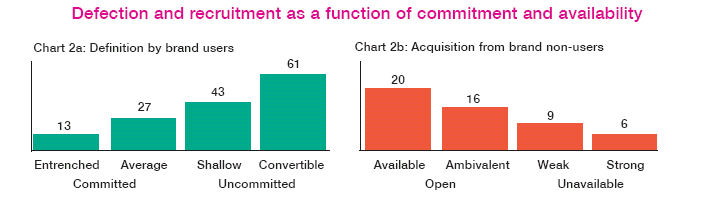 Defection and recruitment as a function of commitment and availability
Chart 2a: Definition by brand users
13
27
43
61
Entrenched Average Shallow Convertible
Committed Uncommitted
Chart 2b: Acquisition from brand non-users
20
16
9
6
Available Ambivalent Weak Strong
Open Unavailable